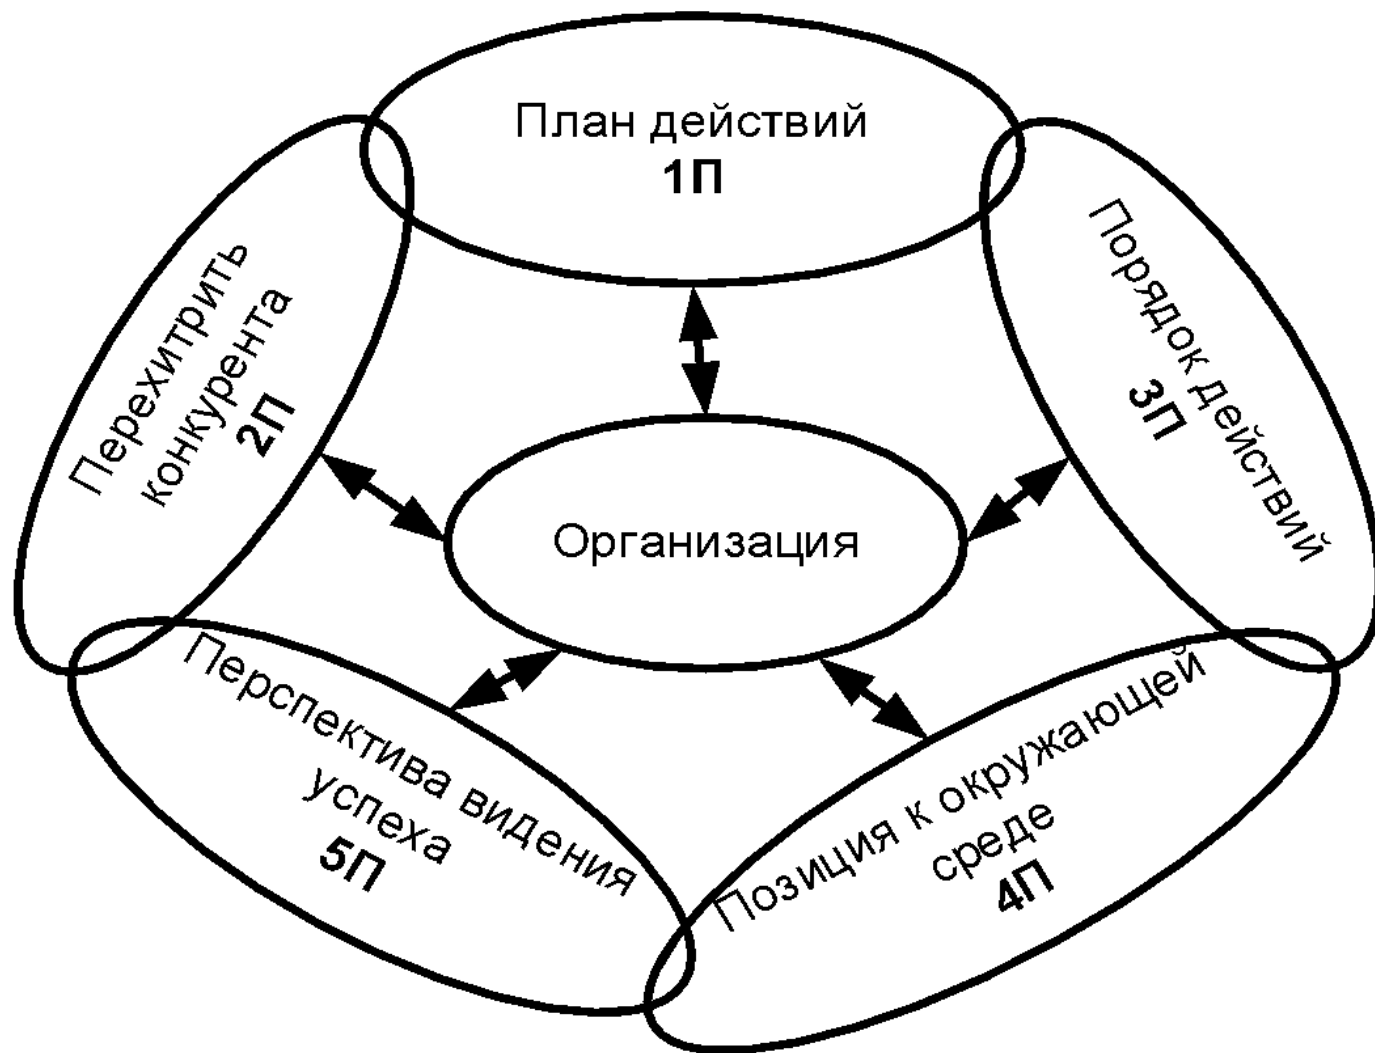 План действий
1П
Перехитрить
конкурента
2П
Порядок действий
3П
Организация
Перспектива видения
успеха
5П
Позиция к окружающей
среде
4П